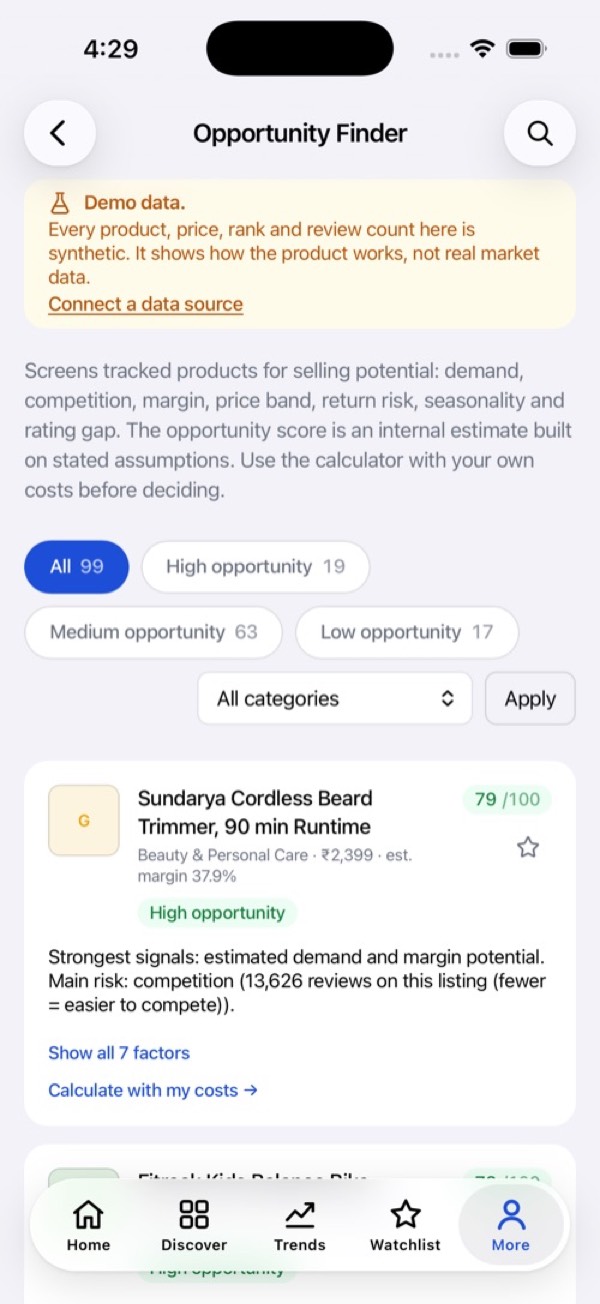 4:29
Opportunity Finder
Demo data.
Every product, price, rank and review count here is
synthetic. It shows how the product works, not real market
data.
Connect a data source
Screens tracked products for selling potential: demand,
competition, margin, price band, return risk, seasonality and
rating gap. The opportunity score is an internal estimate built
on stated assumptions. Use the calculator with your own
costs before deciding.
All 99
High opportunity 19
Medium opportunity 63
Low opportunity 17
All categories
Apply
G
Sundarya Cordless Beard
Trimmer, 90 min Runtime
79 /100
Beauty & Personal Care · ₹2,399 · est.
margin 37.9%
High opportunity
Strongest signals: estimated demand and margin potential.
Main risk: competition (13,626 reviews on this listing (fewer
= easier to compete)).
Show all 7 factors
Calculate with my costs →
Home
Discover
Trends
Watchlist
More
High opportunity